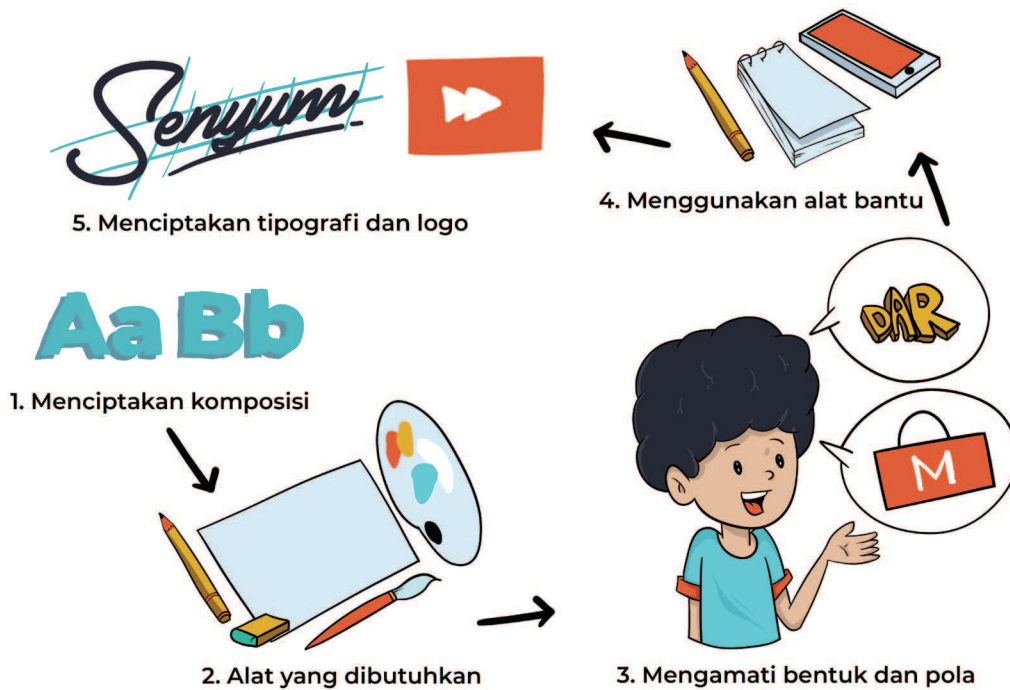 Senyum
5. Menciptakan tipografi dan logo
4. Menggunakan alat bantu
Aa Bb
1. Menciptakan komposisi
DAR
M
2. Alat yang dibutuhkan
3. Mengamati bentuk dan pola